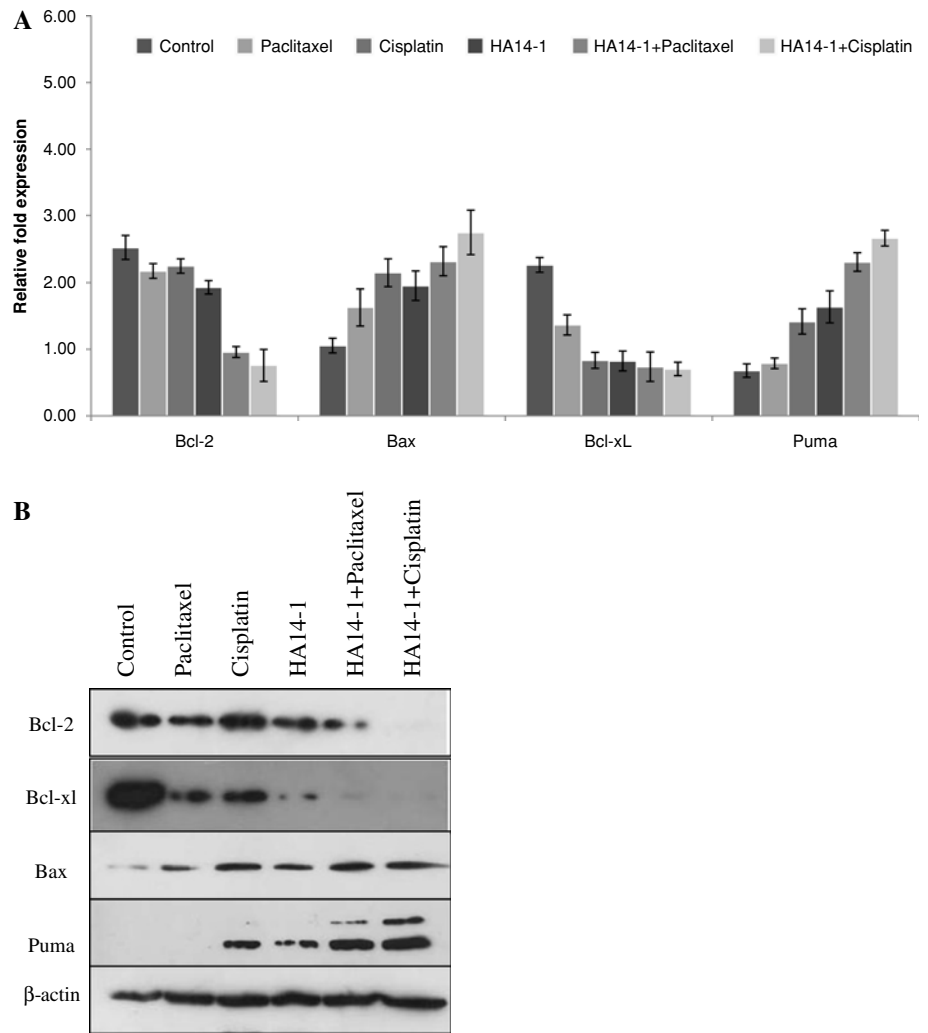 A
6.00
Control Paclitaxel Cisplatin HA14-1 HA14-1+Paclitaxel HA14-1+Cisplatin
5.00
4.00
Relative fold expression
3.00
2.00
1.00
0.00
Bcl-2 Bax Bcl-xL Puma
B
Control Paclitaxel Cisplatin HA14-1 HA14-1+Paclitaxel HA14-1+Cisplatin
Bcl-2
Bcl-xl
Bax
Puma
β-actin